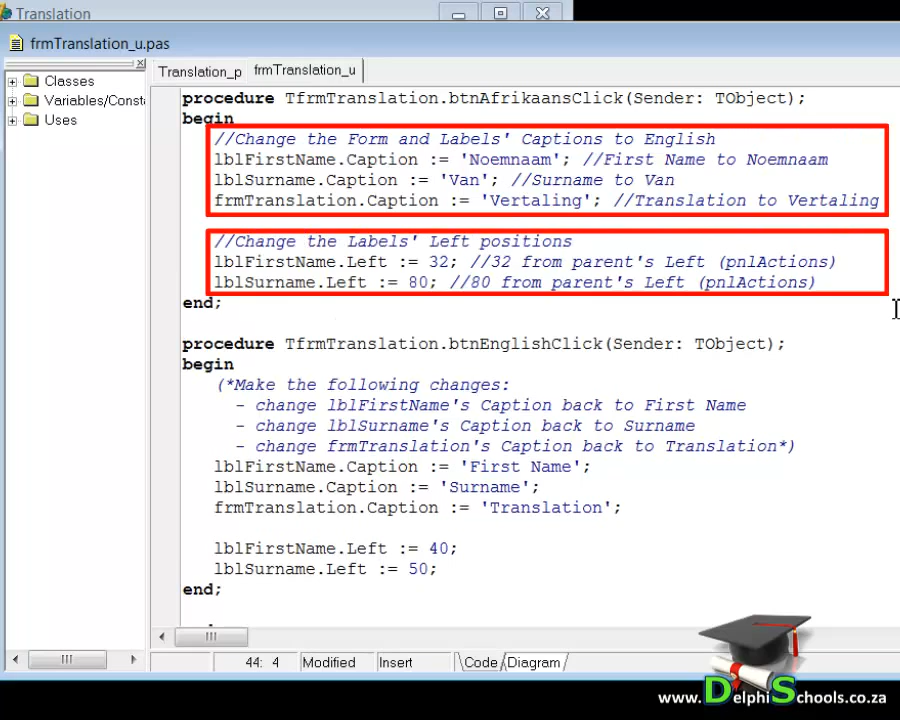 Translation
frmTranslation_u.pas
Classes
Variables/Const
Uses
Translation_p
frmTranslation_u
procedure TfrmTranslation.btnAfrikaansClick(Sender: TObject);
begin
//Change the Form and Labels' Captions to English
lblFirstName.Caption := 'Noemnaam'; //First Name to Noemnaam
lblSurname.Caption := 'Van'; //Surname to Van
frmTranslation.Caption := 'Vertaling'; //Translation to Vertaling
//Change the Labels' Left positions
lblFirstName.Left := 32; //32 from parent's Left (pnlActions)
lblSurname.Left := 80; //80 from parent's Left (pnlActions)
end;
procedure TfrmTranslation.btnEnglishClick(Sender: TObject);
begin
(*Make the following changes:
- change lblFirstName's Caption back to First Name
- change lblSurname's Caption back to Surname
- change frmTranslation's Caption back to Translation*)
lblFirstName.Caption := 'First Name';
lblSurname.Caption := 'Surname';
frmTranslation.Caption := 'Translation';
lblFirstName.Left := 40;
lblSurname.Left := 50;
end;
44: 4
Modified
Insert
Code
Diagram
www.DelphiSchools.co.za